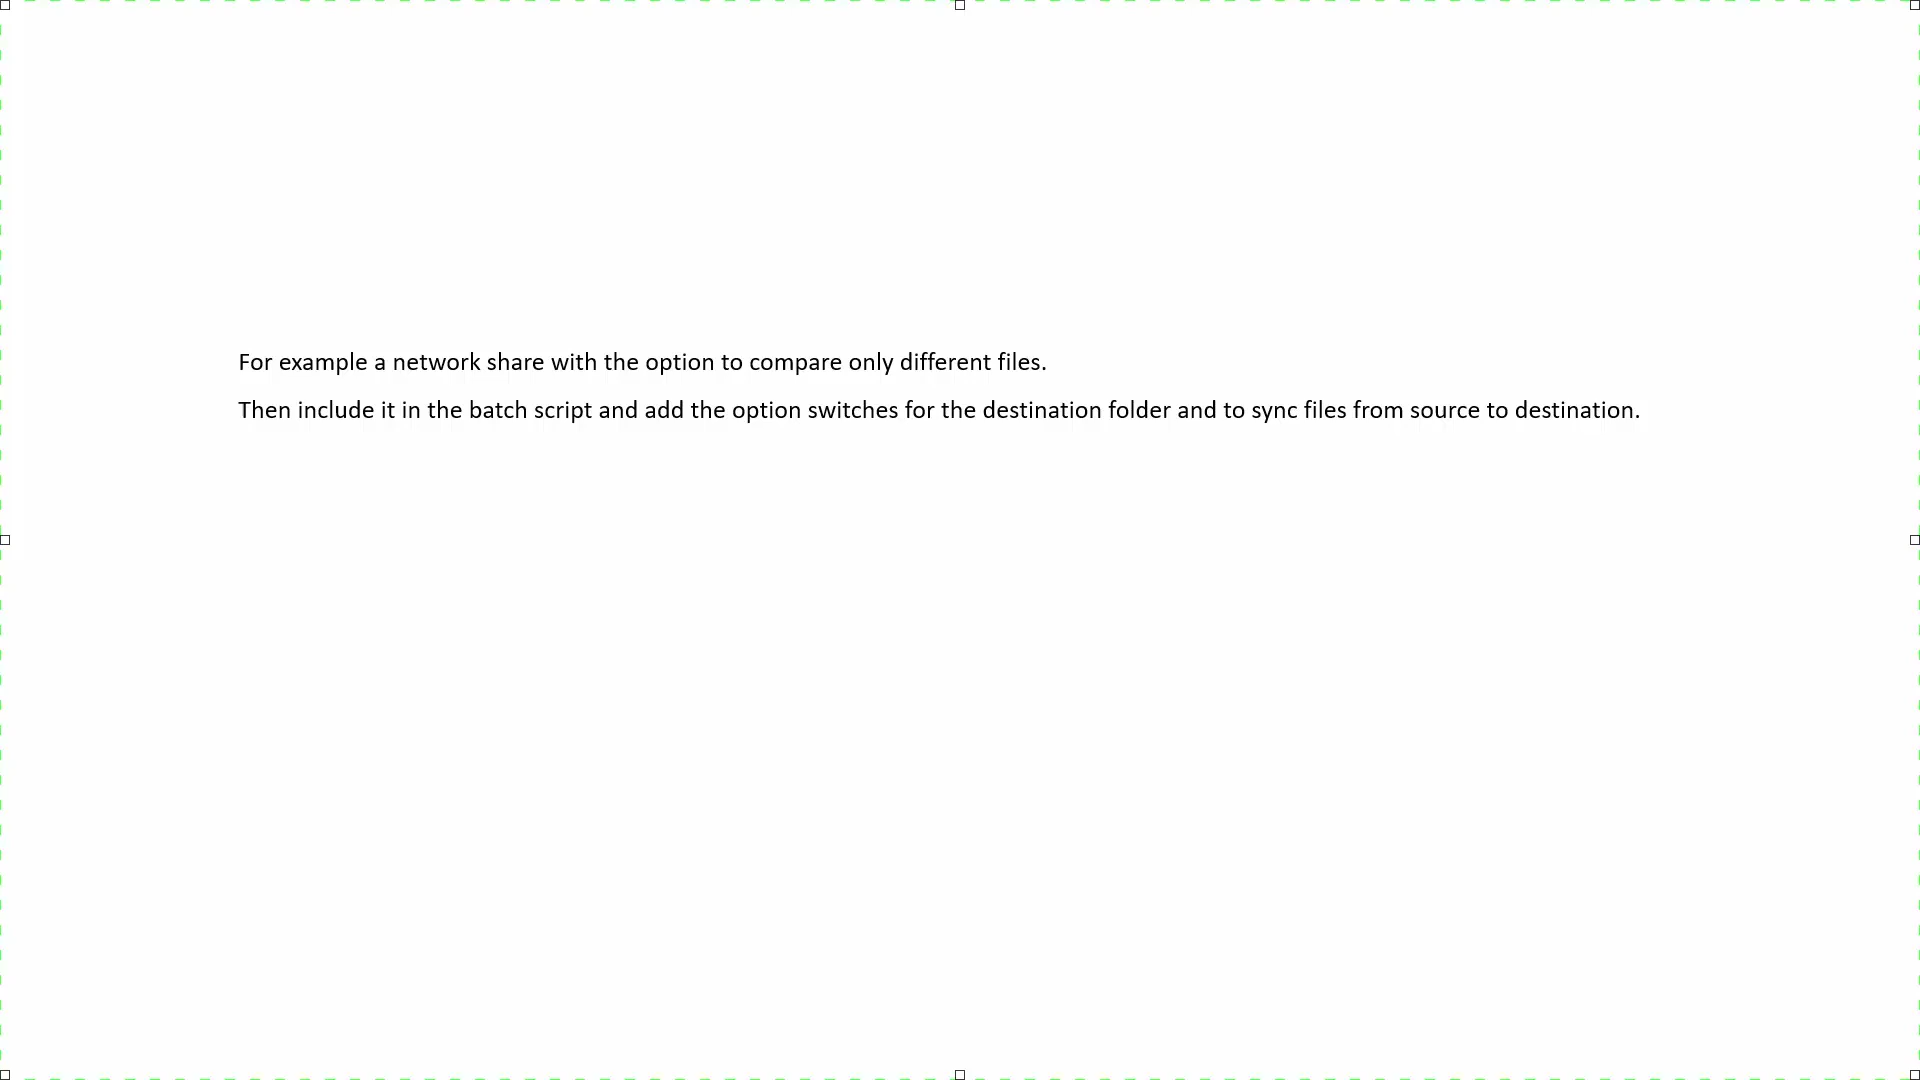 For example a network share with the option to compare only different files.
Then include it in the batch script and add the option switches for the destination folder and to sync files from source to destination.